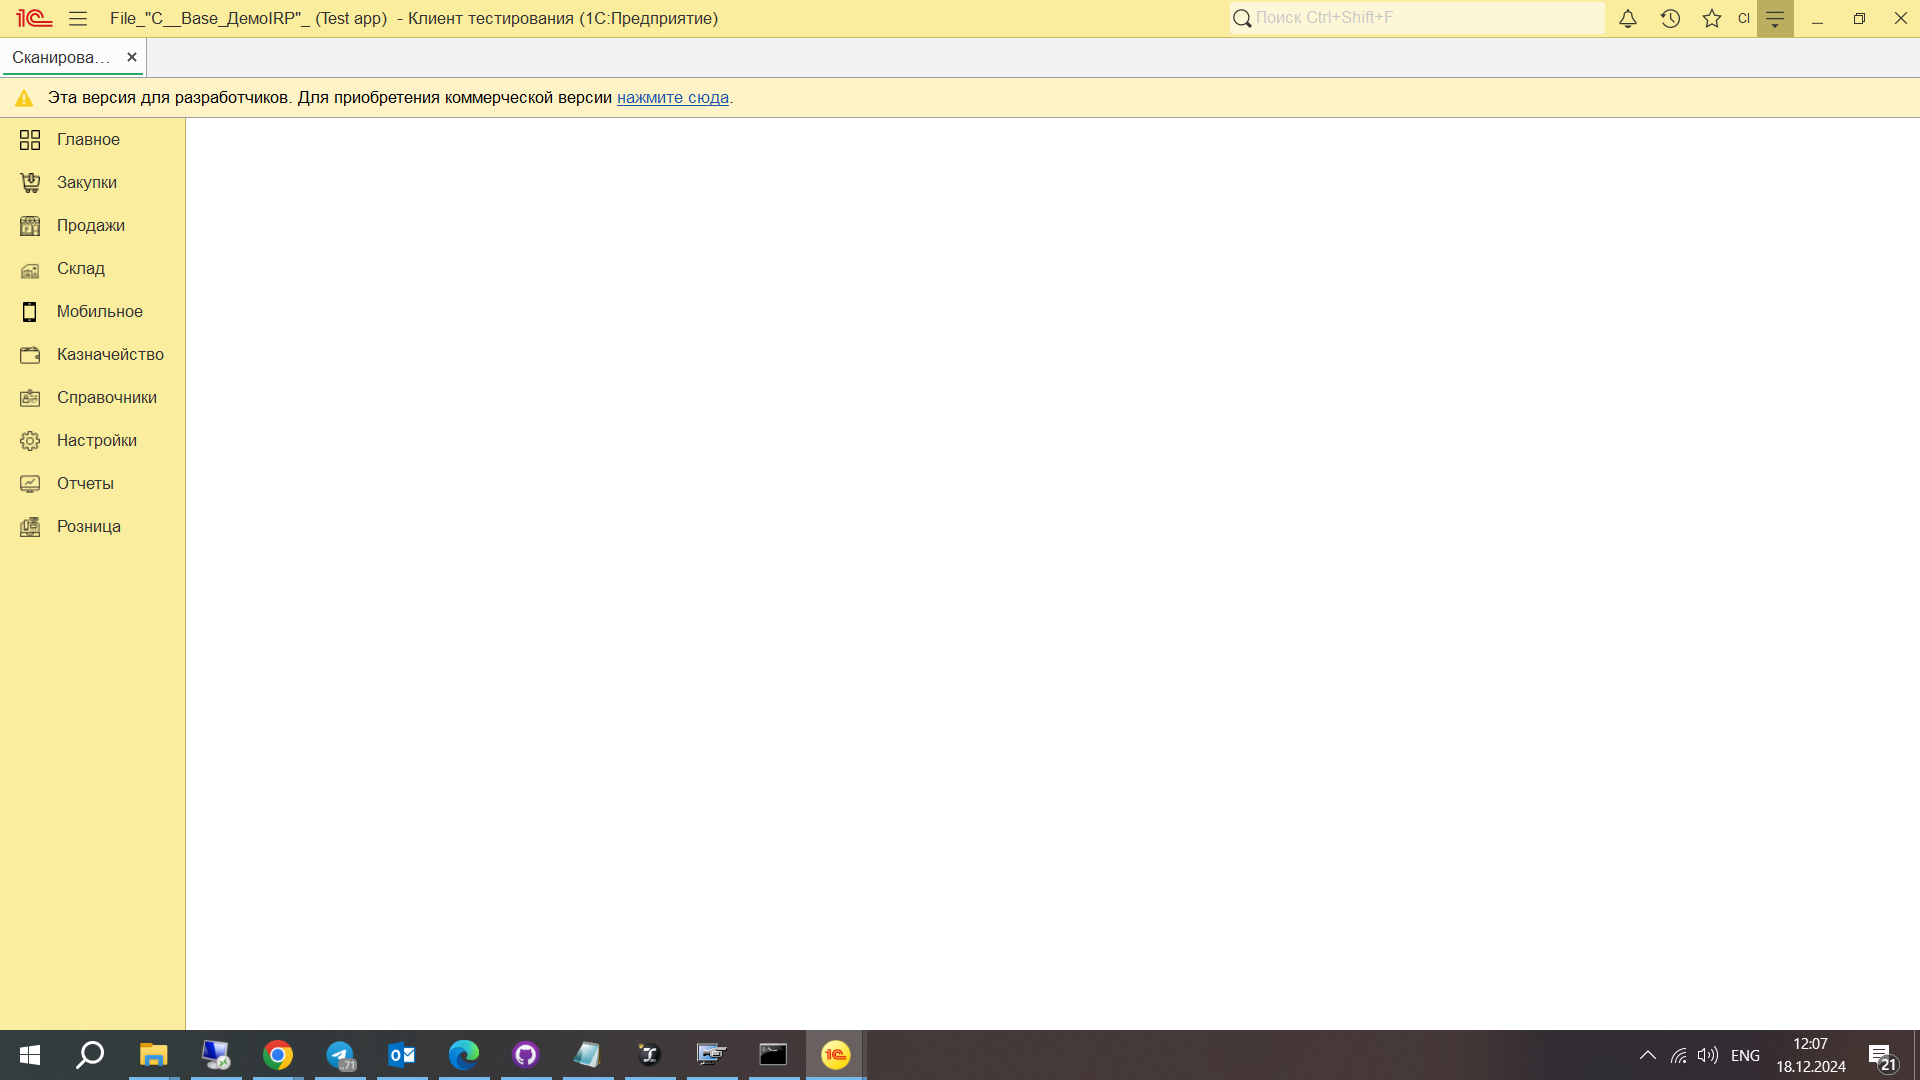 File_"C__Base_ДемоIRP"_ (Test app) - Клиент тестирования (1С:Предприятие)
Поиск Ctrl+Shift+F
CI
Сканирова...
Эта версия для разработчиков. Для приобретения коммерческой версии нажмите сюда.
Главное
Закупки
Продажи
Склад
Мобильное
Казначейство
Справочники
Настройки
Отчеты
Розница
..71
ENG
12:07
18.12.2024
21